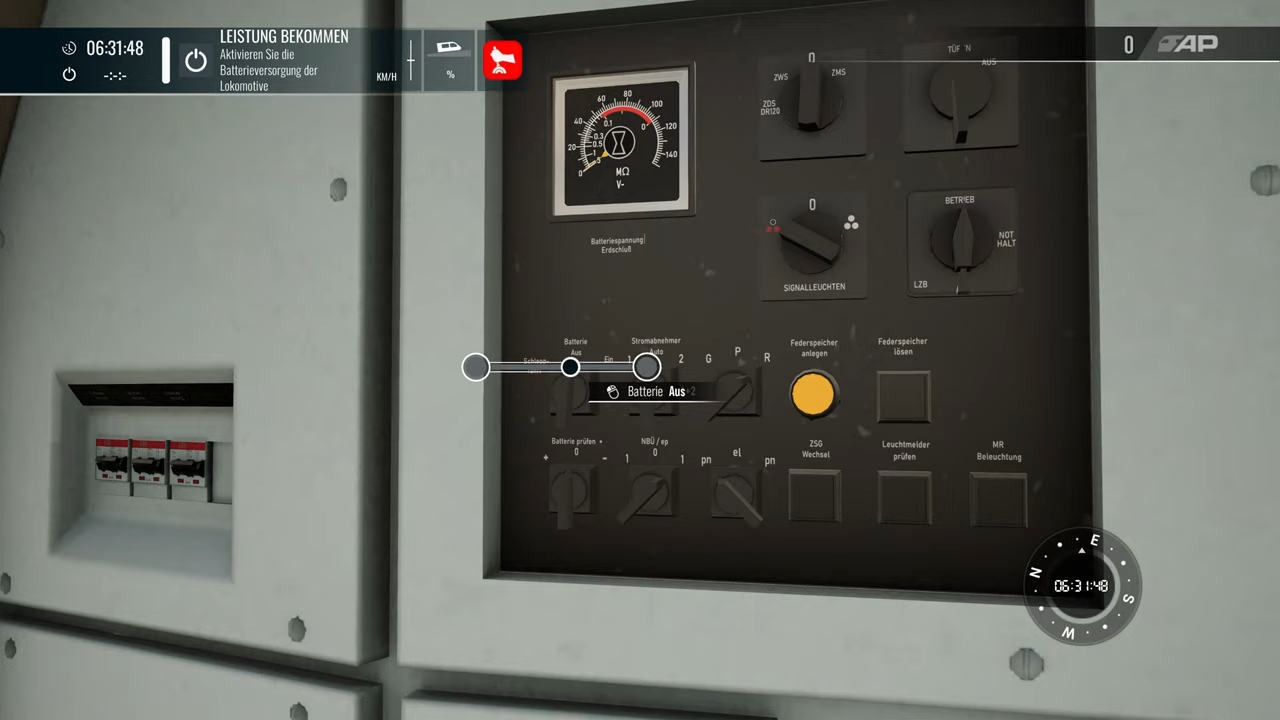 06:31:48
-:-:-
LEISTUNG BEKOMMEN
Aktivieren Sie die
Batterieversorgung der
Lokomotive
KM/H
%
0
AP
0 20 40 60 80 100 120 140
MΩ
V-
Batteriespannung
Erdschluß
0
ZWS
ZMS
ZDS
DR120
AUS
0
SIGNALLEUCHTEN
BETRIEB
NOT
HALT
LZB
Batterie
Aus
Ein
Stromabnehmer
Auto
2
G
P
R
Federspeicher
anlegen
Federspeicher
lösen
Batterie Aus
Batterie prüfen
+ 0 -
NBÜ / ep
1 0 1
pn el pn
ZSG
Wechsel
Leuchtmelder
prüfen
MR
Beleuchtung
N
E
S
W
06:31:48